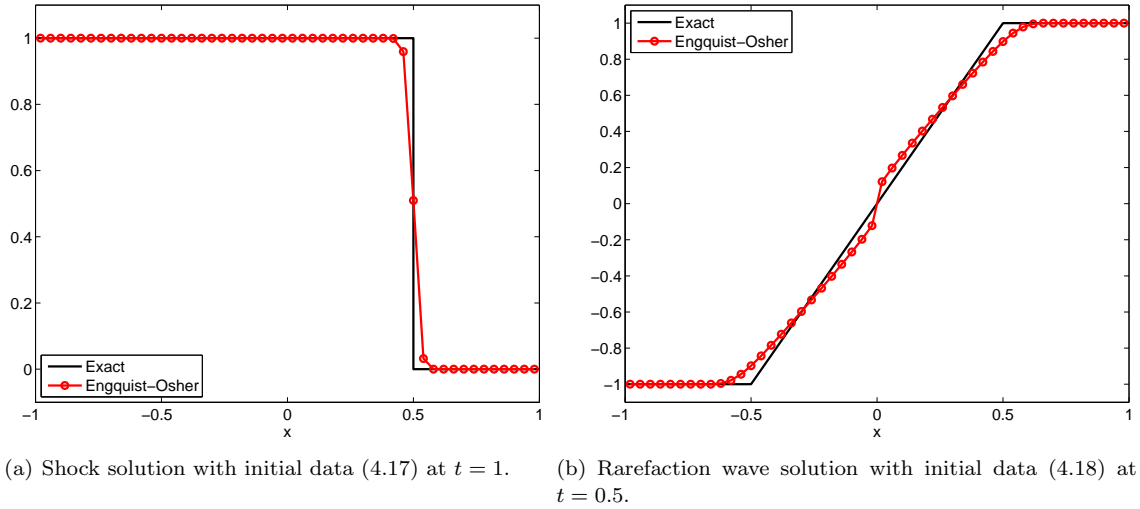 1
0.8
0.6
0.4
0.2
0
Exact
Engquist−Osher
−1 −0.5 0 0.5 1
x
Exact
Engquist−Osher
1
0.8
0.6
0.4
0.2
0
−0.2
−0.4
−0.6
−0.8
−1
−1 −0.5 0 0.5 1
x
(a) Shock solution with initial data (4.17) at t = 1.
(b) Rarefaction wave solution with initial data (4.18) at
t = 0.5.